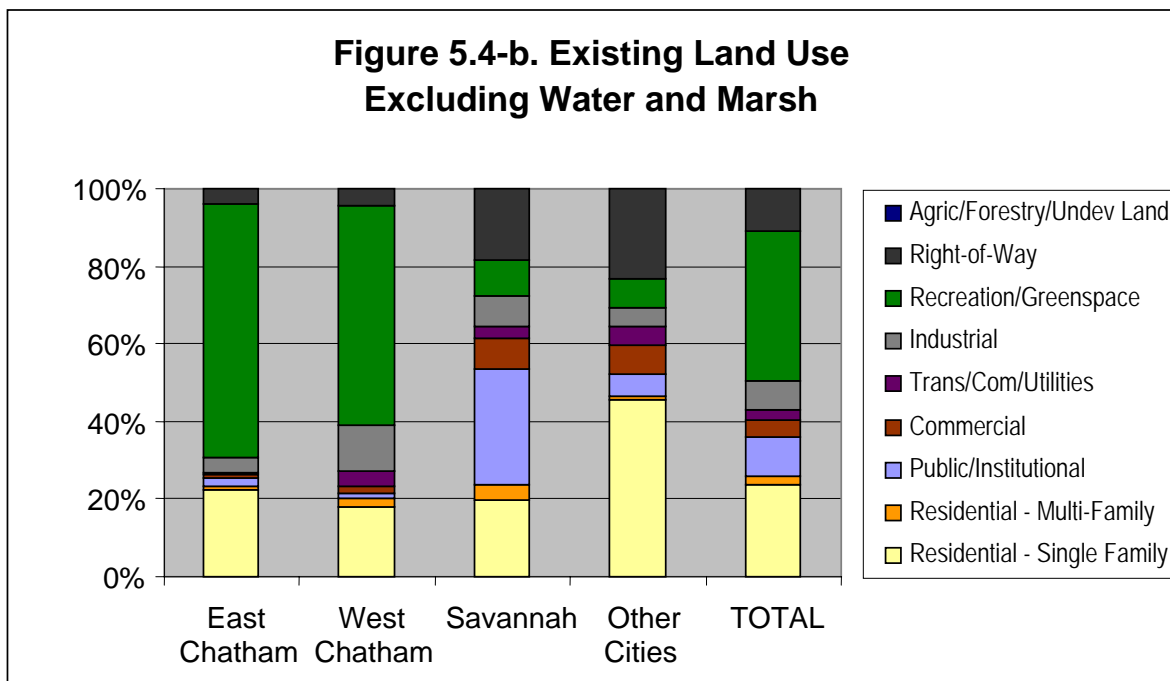 Figure 5.4-b. Existing Land Use
Excluding Water and Marsh
100%
80%
60%
40%
20%
0%
East
Chatham
West
Chatham
Savannah
Other
Cities
TOTAL
Agric/Forestry/Undev Land
Right-of-Way
Recreation/Greenspace
Industrial
Trans/Com/Utilities
Commercial
Public/Institutional
Residential - Multi-Family
Residential - Single Family